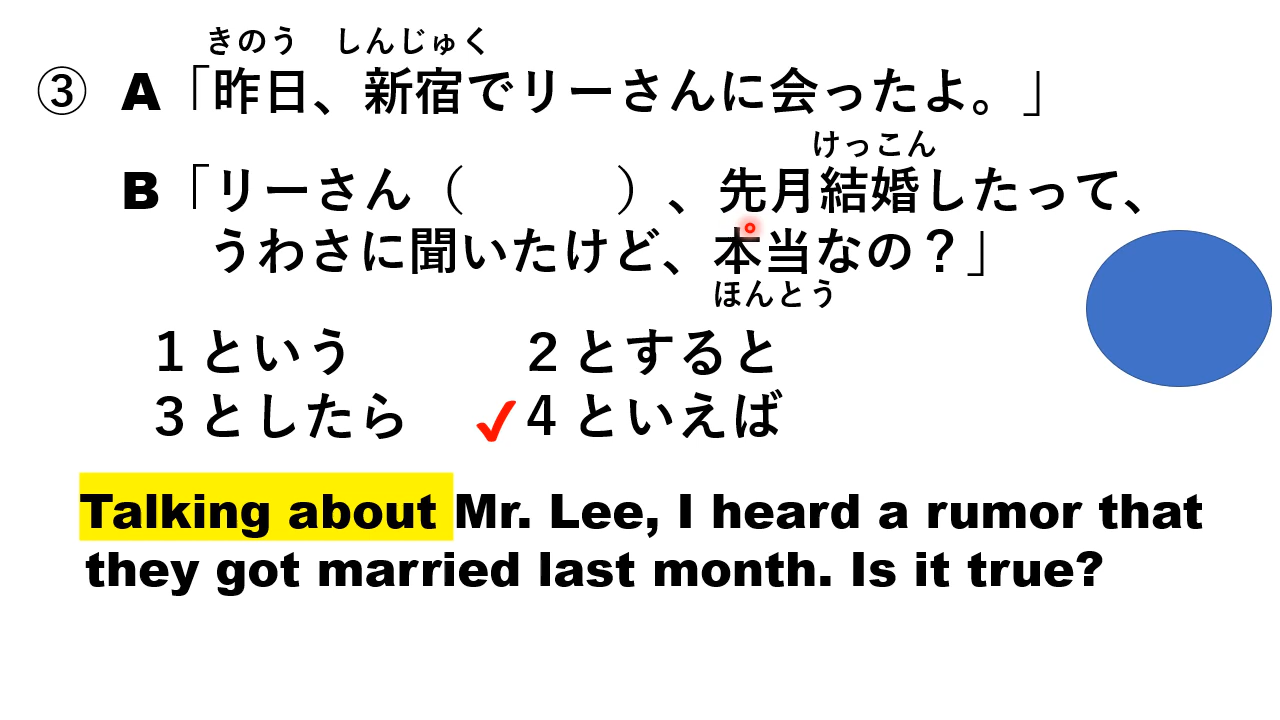 きのう　しんじゅく
③ A「昨日、新宿でリーさんに会ったよ。」
けっこん
B「リーさん（　　　）、先月結婚したって、
うわさに聞いたけど、本当なの？」
ほんとう
１という　２とすると
３としたら　✓４といえば
Talking about Mr. Lee, I heard a rumor that
they got married last month. Is it true?